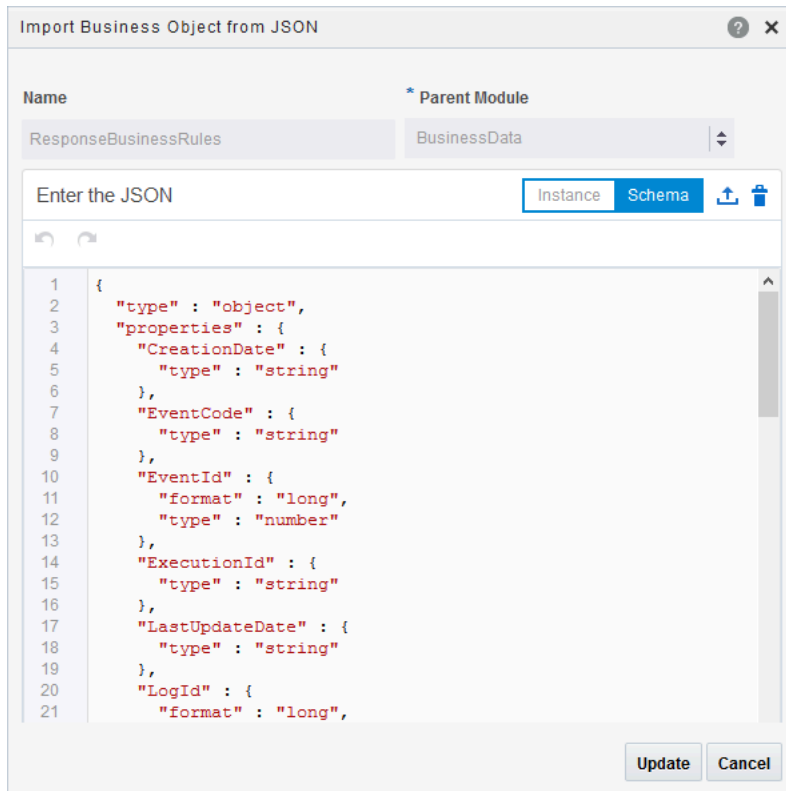 Import Business Object from JSON ? ×
Name * Parent Module
ResponseBusinessRules BusinessData
Enter the JSON Instance Schema
1 {
2 "type" : "object",
3 "properties" : {
4 "CreationDate" : {
5 "type" : "string"
6 },
7 "EventCode" : {
8 "type" : "string"
9 },
10 "EventId" : {
11 "format" : "long",
12 "type" : "number"
13 },
14 "ExecutionId" : {
15 "type" : "string"
16 },
17 "LastUpdateDate" : {
18 "type" : "string"
19 },
20 "LogId" : {
21 "format" : "long",
Update Cancel